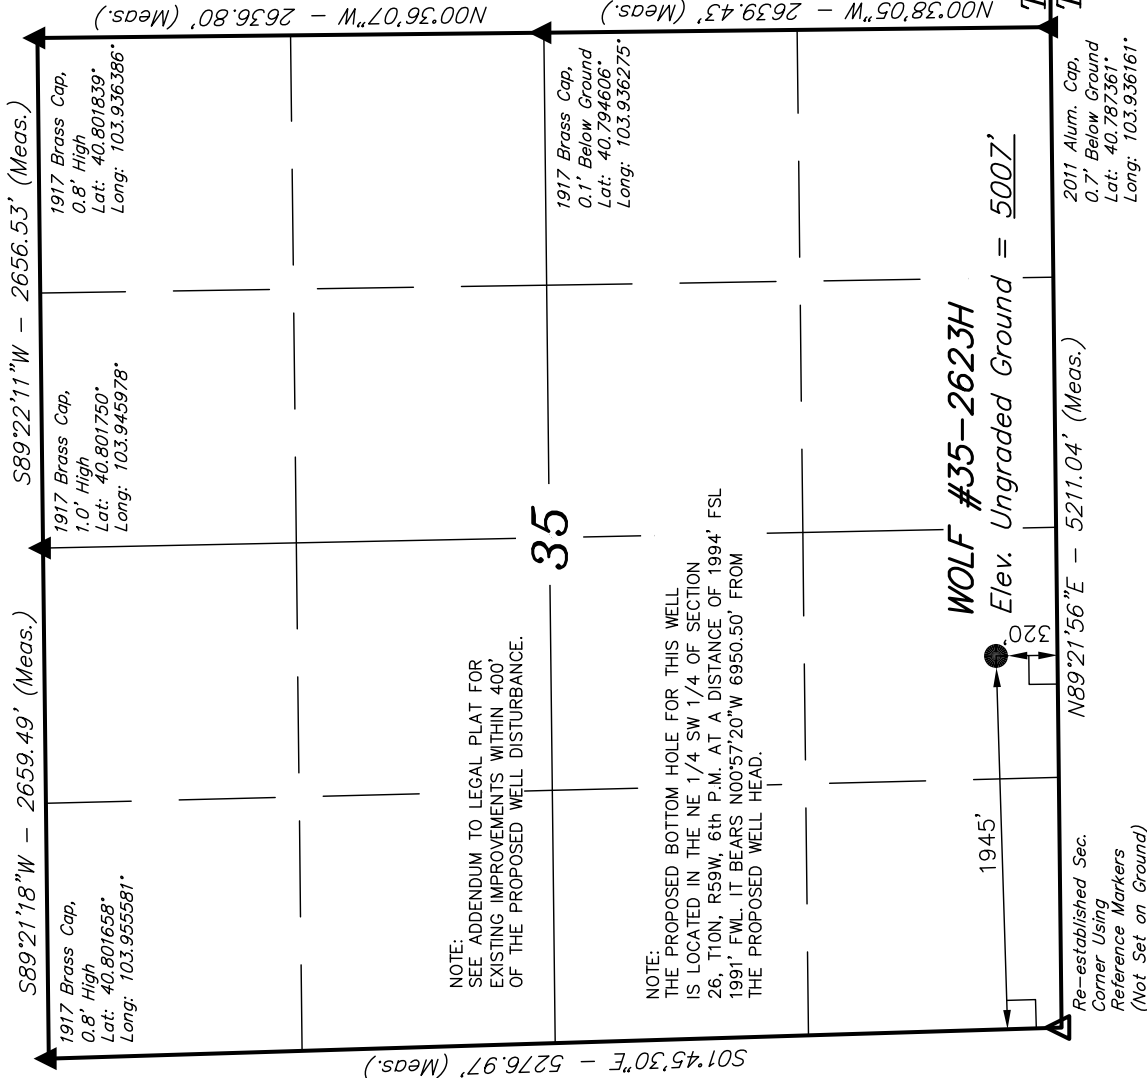 S89°21'18"W - 2659.49' (Meas.)
S89°22'11"W - 2656.53' (Meas.)
1917 Brass Cap,
0.8' High
Lat: 40.801658°
Long: 103.955581°
1917 Brass Cap,
1.0' High
Lat: 40.801750°
Long: 103.945978°
1917 Brass Cap,
0.8' High
Lat: 40.801839°
Long: 103.936386°
N00°36'07"W - 2636.80' (Meas.)
S01°45'30"E - 5276.97' (Meas.)
NOTE:
SEE ADDENDUM TO LEGAL PLAT FOR
EXISTING IMPROVEMENTS WITHIN 400'
OF THE PROPOSED WELL DISTURBANCE.
35
1917 Brass Cap,
0.1' Below Ground
Lat: 40.794606°
Long: 103.936275°
N00°38'05"W - 2639.43' (Meas.)
NOTE:
THE PROPOSED BOTTOM HOLE FOR THIS WELL
IS LOCATED IN THE NE 1/4 SW 1/4 OF SECTION
26, T10N, R59W, 6th P.M. AT A DISTANCE OF 1994' FSL
1991' FWL. IT BEARS N00°57'20"W 6950.50' FROM
THE PROPOSED WELL HEAD.
WOLF #35-2623H
Elev. Ungraded Ground = 5007'
1945'
320'
N89°21'56"E - 5211.04' (Meas.)
Re-established Sec.
Corner Using
Reference Markers
(Not Set on Ground)
2011 Alum. Cap,
0.7' Below Ground
Lat: 40.787361°
Long: 103.936161°
T
T